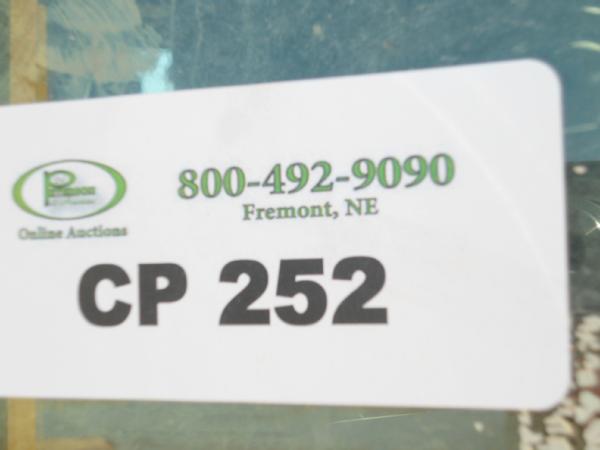 800-492-9090
Fremont, NE
Online Auctions
CP 252